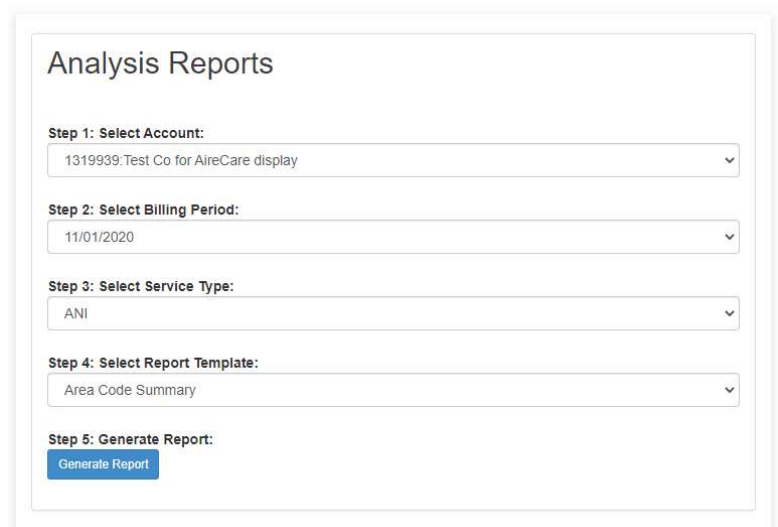 Analysis Reports
Step 1: Select Account:
1319939:Test Co for AireCare display
Step 2: Select Billing Period:
11/01/2020
Step 3: Select Service Type:
ANI
Step 4: Select Report Template:
Area Code Summary
Step 5: Generate Report:
Generate Report